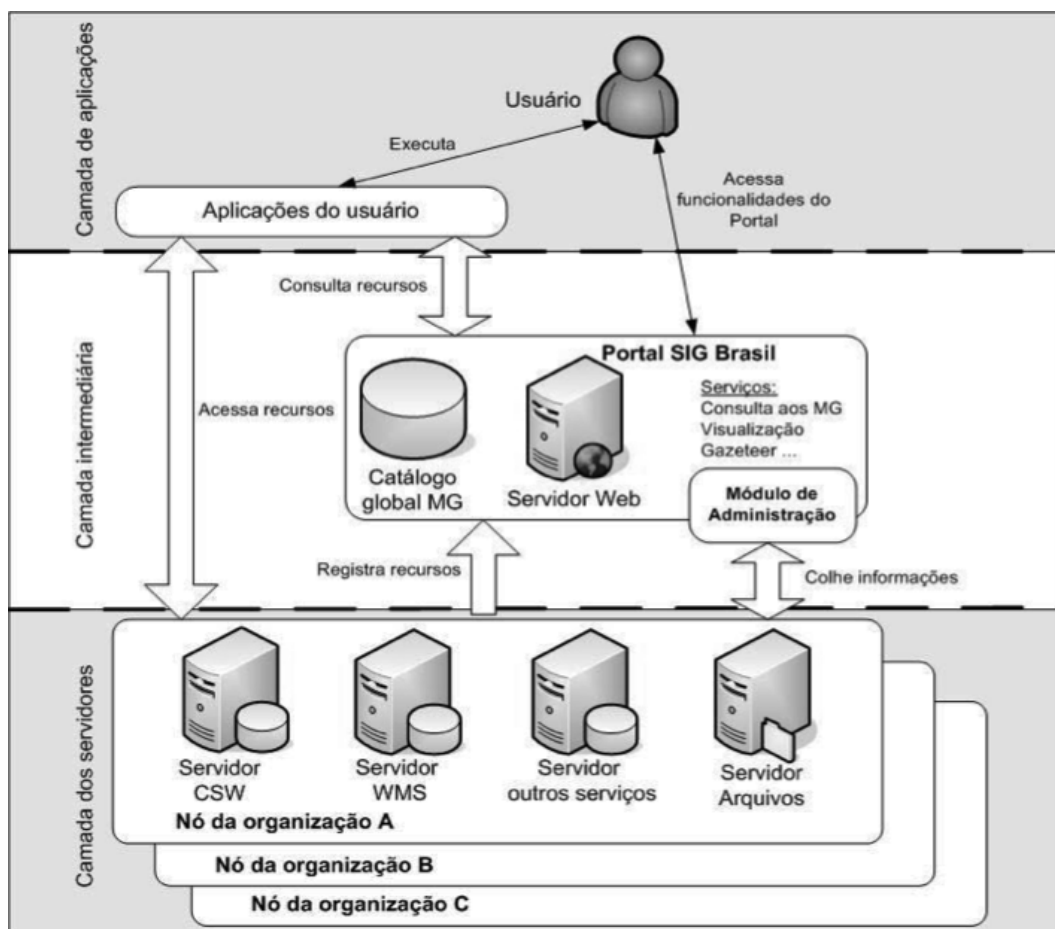 Camada de aplicações
Usuário
Executa
Acessa
funcionalidades do
Portal
Aplicações do usuário
Camada intermediária
Consulta recursos
Acessa recursos
Portal SIG Brasil
Serviços:
Consulta aos MG
Visualização
Gazeteer ...
Catálogo
global MG
Servidor Web
Módulo de
Administração
Registra recursos
Colhe informações
Camada dos servidores
Servidor
CSW
Servidor
WMS
Servidor
outros serviços
Servidor
Arquivos
Nó da organização A
Nó da organização B
Nó da organização C